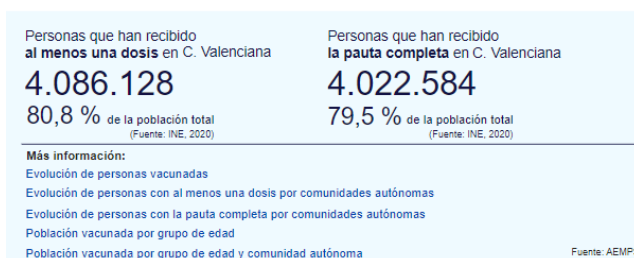 Personas que han recibido
al menos una dosis en C. Valenciana
4.086.128
80,8 % de la población total
(Fuente: INE, 2020)
Personas que han recibido
la pauta completa en C. Valenciana
4.022.584
79,5 % de la población total
(Fuente: INE, 2020)
Más información:
Evolución de personas vacunadas
Evolución de personas con al menos una dosis por comunidades autónomas
Evolución de personas con la pauta completa por comunidades autónomas
Población vacunada por grupo de edad
Población vacunada por grupo de edad y comunidad autónoma
Fuente: AEMPS